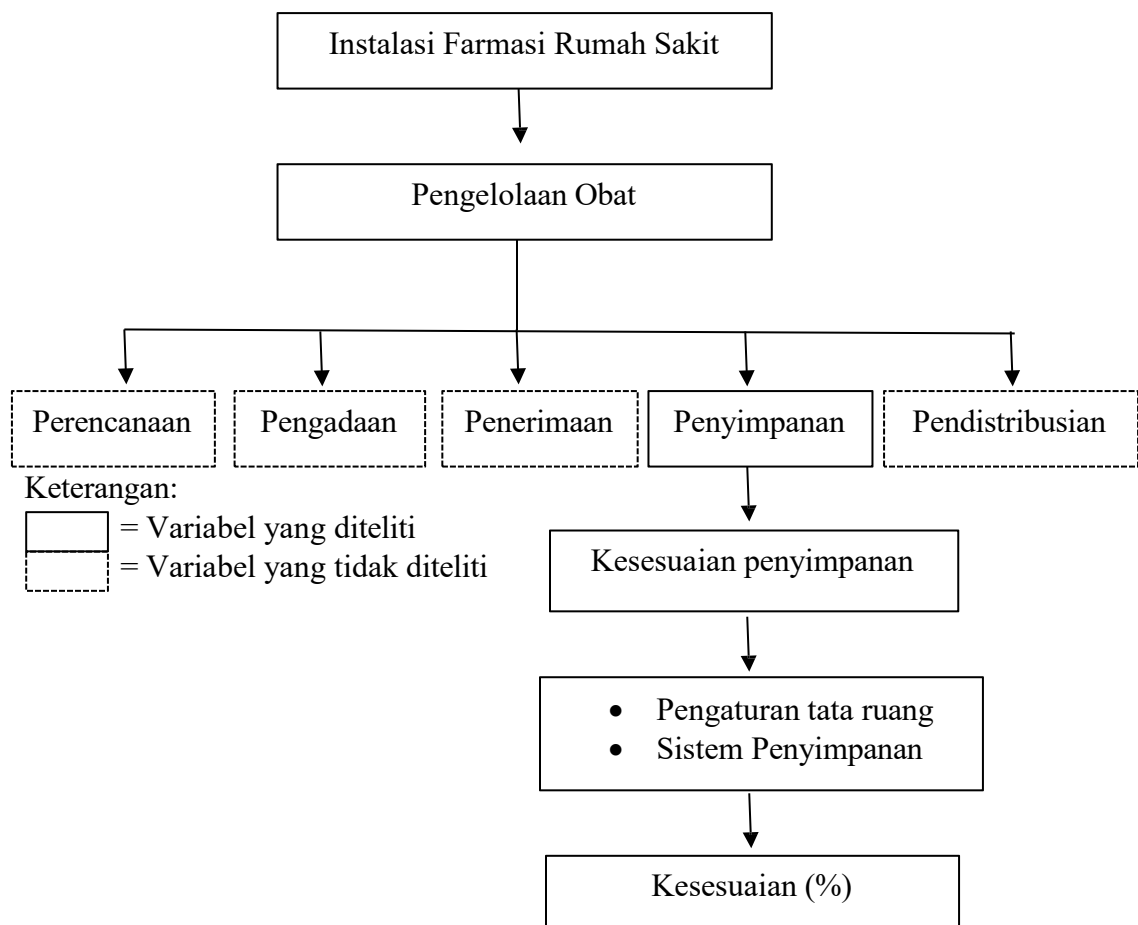 Instalasi Farmasi Rumah Sakit
Pengelolaan Obat
Perencanaan
Pengadaan
Penerimaan
Penyimpanan
Pendistribusian
Keterangan:
= Variabel yang diteliti
= Variabel yang tidak diteliti
Kesesuaian penyimpanan
• Pengaturan tata ruang
• Sistem Penyimpanan
Kesesuaian (%)